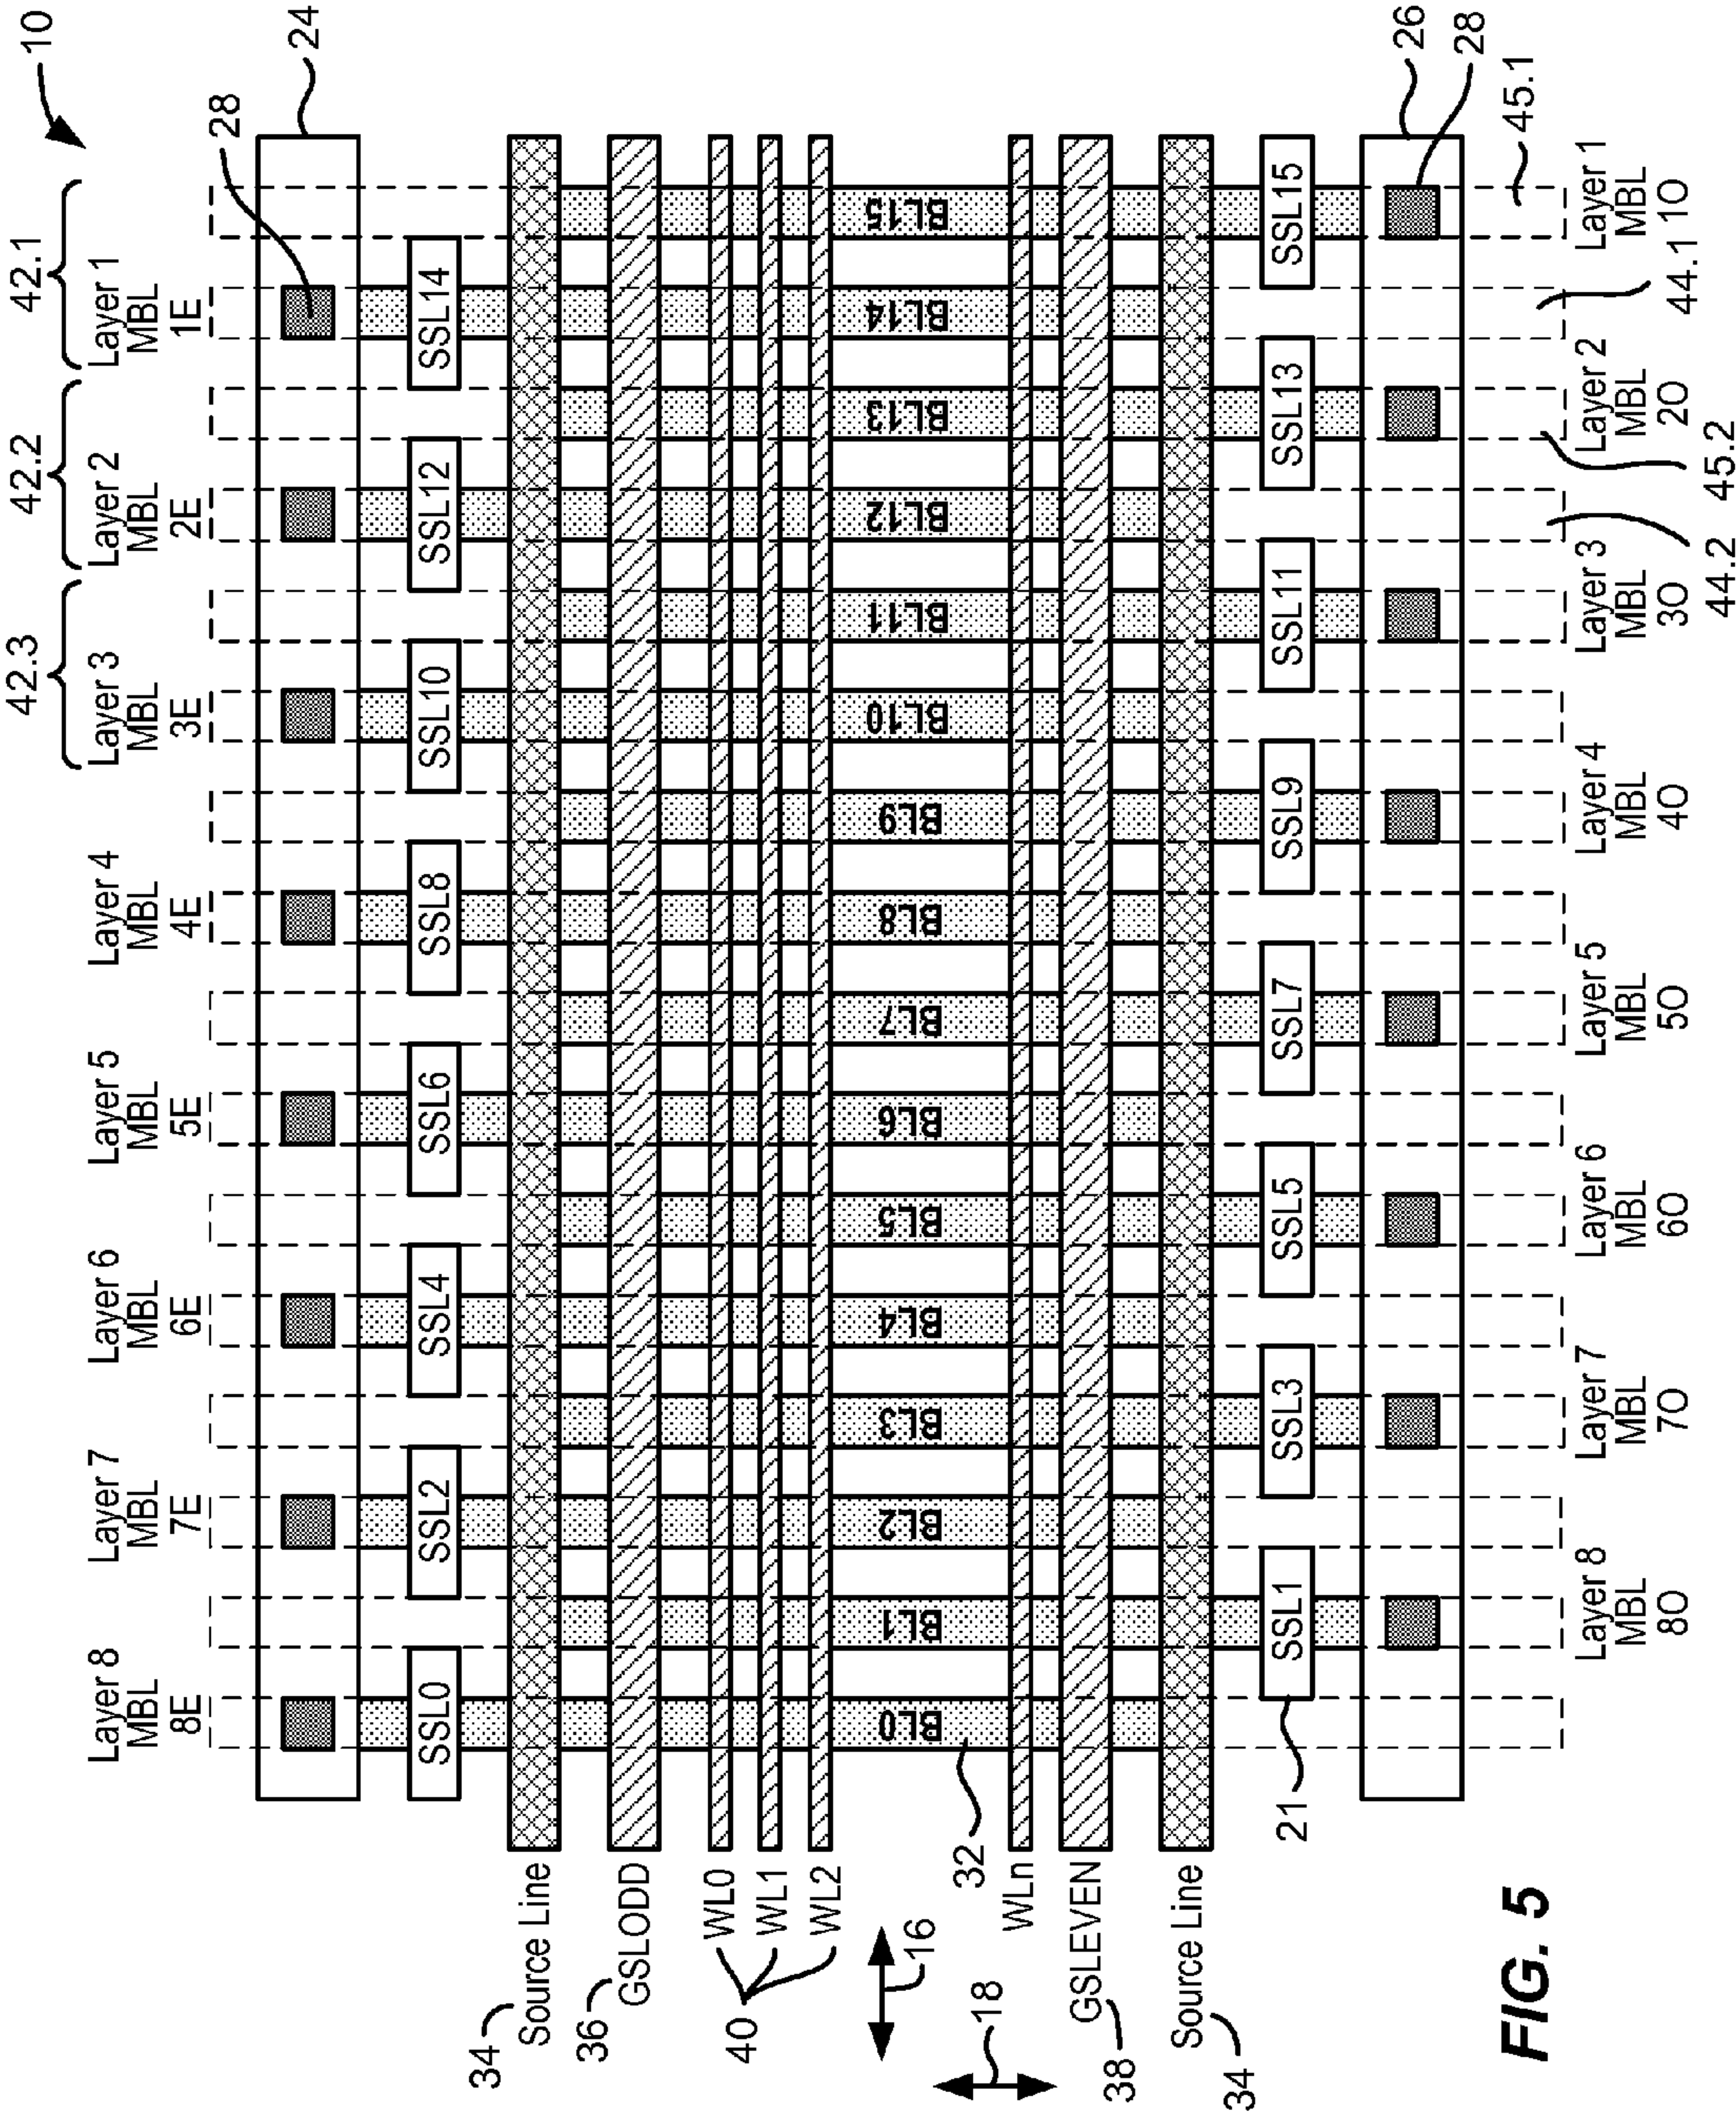 10
42.3
42.2
42.1
Layer 8
MBL
8E
Layer 7
MBL
7E
Layer 6
MBL
6E
Layer 5
MBL
5E
Layer 4
MBL
4E
Layer 3
MBL
3E
Layer 2
MBL
2E
Layer 1
MBL
1E
28
24
SSL0
SSL2
SSL4
SSL6
SSL8
SSL10
SSL12
SSL14
34
Source Line
36
GSLODD
40
WL0
WL1
WL2
BL0
BL1
BL2
BL3
BL4
BL5
BL6
BL7
BL8
BL9
BL10
BL11
BL12
BL13
BL14
BL15
16
18
32
WLn
38
GSLEVEN
34
Source Line
21
SSL1
SSL3
SSL5
SSL7
SSL9
SSL11
SSL13
SSL15
26
28
45.1
Layer 8
MBL
8O
Layer 7
MBL
7O
Layer 6
MBL
6O
Layer 5
MBL
5O
Layer 4
MBL
4O
Layer 3
MBL
3O
Layer 2
MBL
2O
Layer 1
MBL
1O
44.2
45.2
44.1
FIG. 5